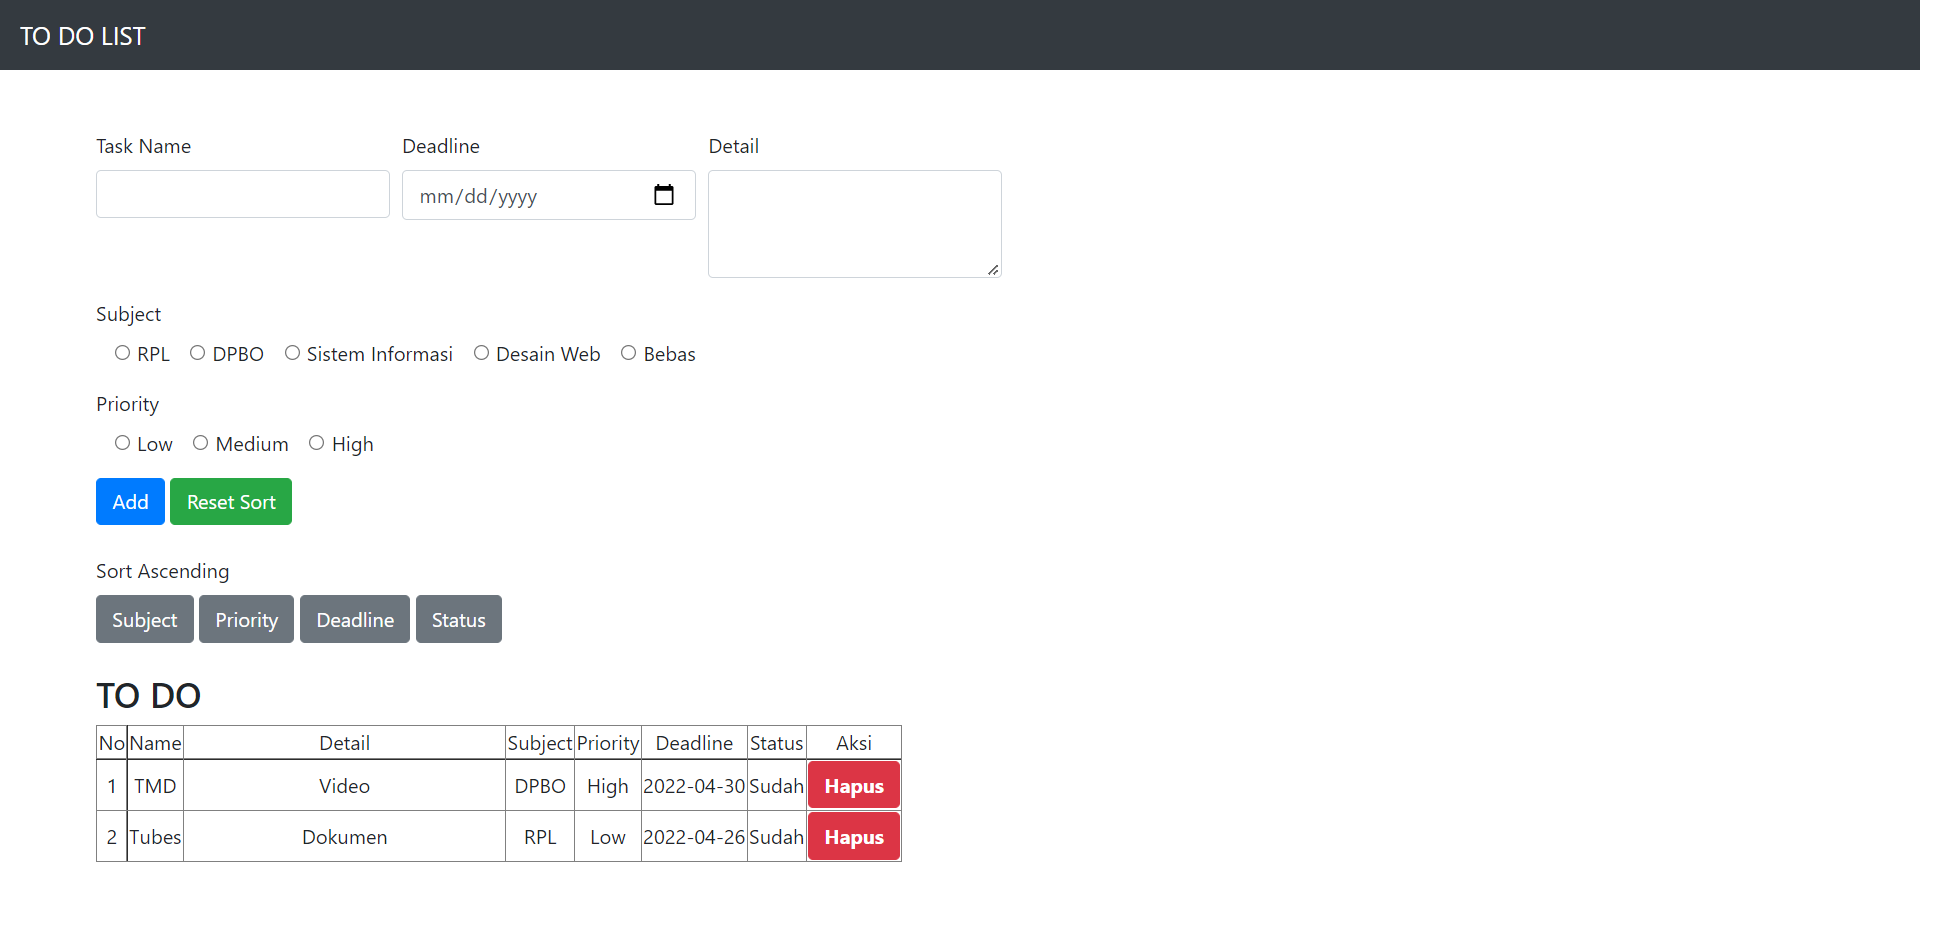 TO DO LIST
Task Name Deadline Detail
mm/dd/yyyy
Subject
RPL DPBO Sistem Informasi Desain Web Bebas
Priority
Low Medium High
Add Reset Sort
Sort Ascending
Subject Priority Deadline Status
TO DO
No Name Detail Subject Priority Deadline Status Aksi
1 TMD Video DPBO High 2022-04-30 Sudah Hapus
2 Tubes Dokumen RPL Low 2022-04-26 Sudah Hapus